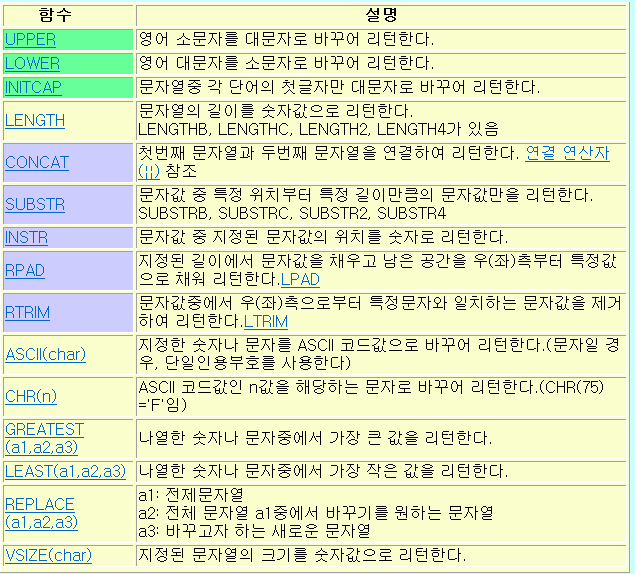 함수 설명
UPPER 영어 소문자를 대문자로 바꾸어 리턴한다.
LOWER 영어 대문자를 소문자로 바꾸어 리턴한다.
INITCAP 문자열중 각 단어의 첫글자만 대문자로 바꾸어 리턴한다.
LENGTH 문자열의 길이를 숫자값으로 리턴한다.
LENGTHB, LENGTHC, LENGTH2, LENGTH4가 있음
CONCAT 첫번째 문자열과 두번째 문자열을 연결하여 리턴한다. 연결 연산자
(¦¦) 참조
SUBSTR 문자값 중 특정 위치부터 특정 길이만큼의 문자값만을 리턴한다.
SUBSTRB, SUBSTRC, SUBSTR2, SUBSTR4
INSTR 문자값 중 지정된 문자값의 위치를 숫자로 리턴한다.
RPAD 지정된 길이에서 문자값을 채우고 남은 공간을 우(좌)측부터 특정값
으로 채워 리턴한다.LPAD
RTRIM 문자값중에서 우(좌)측으로부터 특정문자와 일치하는 문자값을 제거
하여 리턴한다.LTRIM
ASCII(char) 지정한 숫자나 문자를 ASCII 코드값으로 바꾸어 리턴한다.(문자일 경
우, 단일인용부호를 사용한다)
CHR(n) ASCII 코드값인 n값을 해당하는 문자로 바꾸어 리턴한다.(CHR(75)
='F'임)
GREATEST
(a1,a2,a3) 나열한 숫자나 문자중에서 가장 큰 값을 리턴한다.
LEAST(a1,a2,a3) 나열한 숫자나 문자중에서 가장 작은 값을 리턴한다.
REPLACE
(a1,a2,a3) a1: 전제문자열
a2: 전체 문자열 a1중에서 바꾸기를 원하는 문자열
a3: 바꾸고자 하는 새로운 문자열
VSIZE(char) 지정된 문자열의 크기를 숫자값으로 리턴한다.